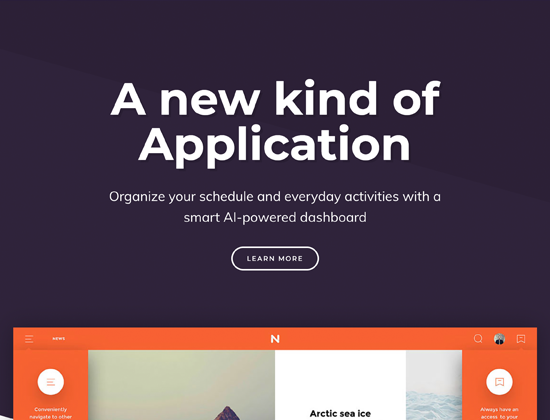 A new kind of
Application
Organize your schedule and everyday activities with a
smart AI-powered dashboard
LEARN MORE
NEWS
N
Conveniently
navigate to other
Arctic sea ice
Always have an
access to your